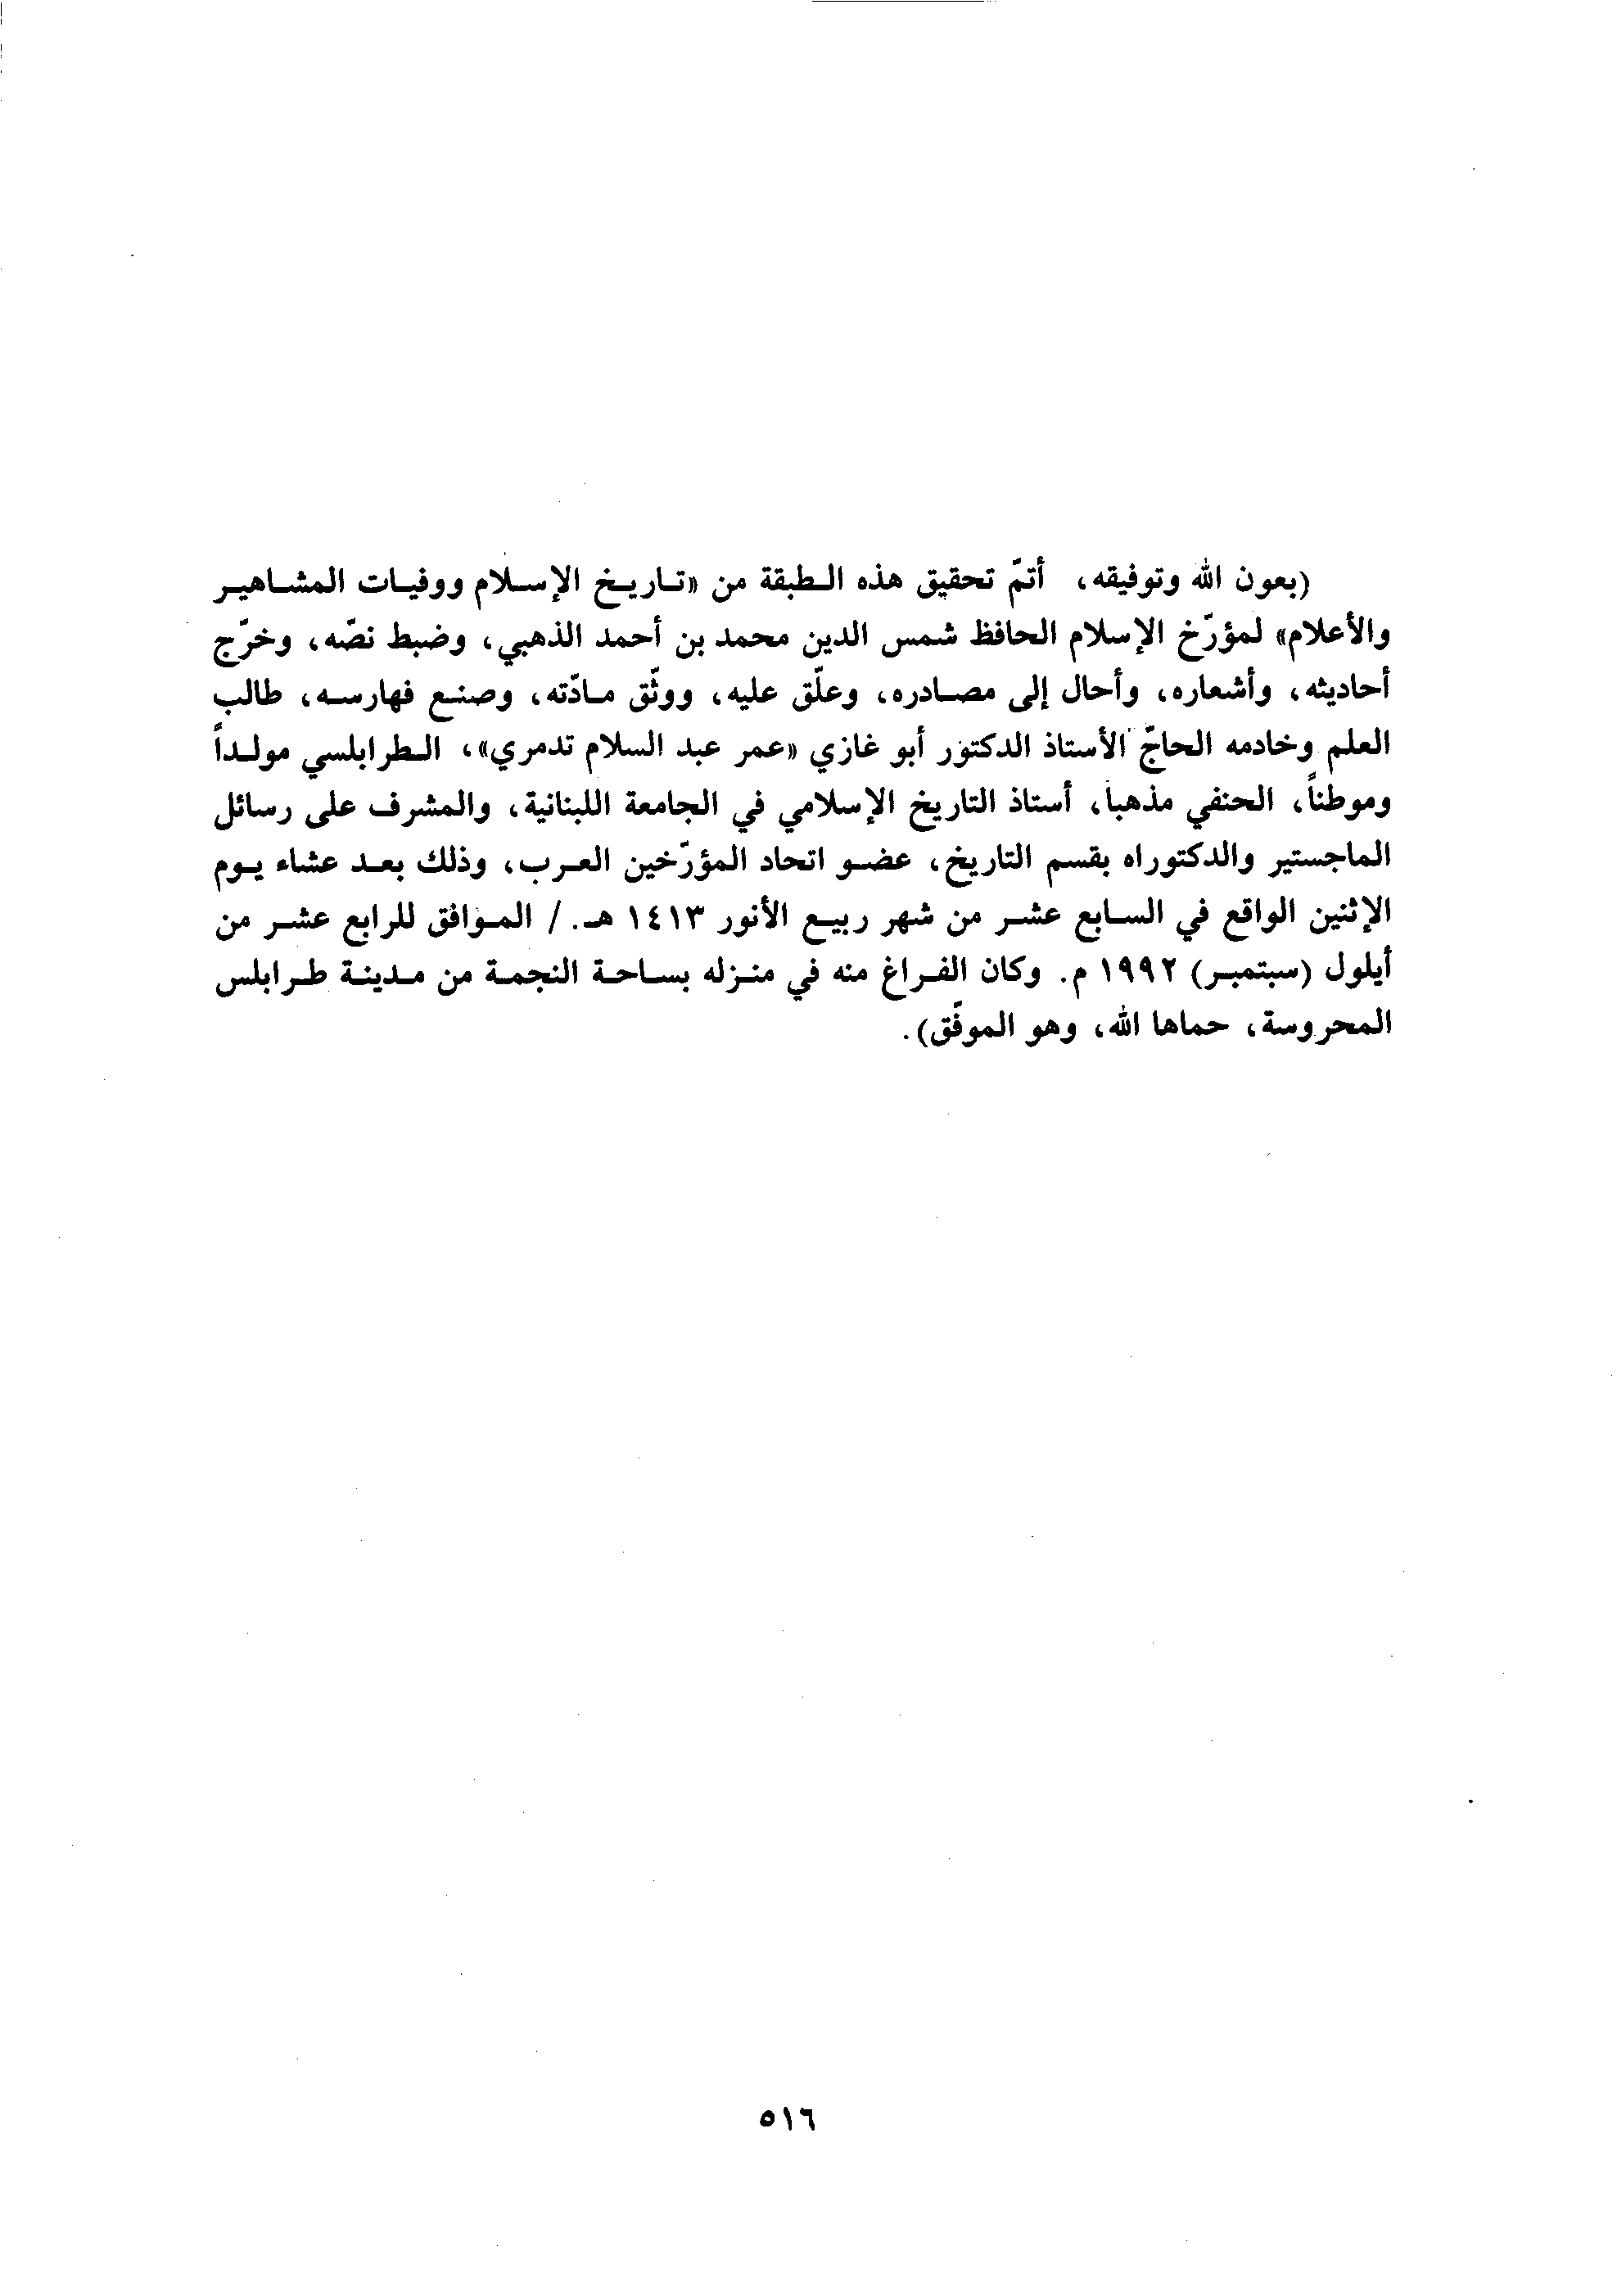 (بعون الله وتوفيقه، أتمّ تحقيق هذه الطبقة من «تاريخ الإسلام ووفيات المشاهير
والأعلام» لمؤرّخ الإسلام الحافظ شمس الدين محمد بن أحمد الذهبي، وضبط نصّه، وخرّج
أحاديثه، وأشعاره، وأحال إلى مصادره، وعلّق عليه، ووثّق مادّته، وصنع فهارسه، طالب
العلم وخادمه الحاجّ الأستاذ الدكتور أبو غازي «عمر عبد السلام تدمري»، الطرابلسي مولداً
وموطناً، الحنفي مذهباً، أستاذ التاريخ الإسلامي في الجامعة اللبنانية، والمشرف على رسائل
الماجستير والدكتوراه بقسم التاريخ، عضو اتحاد المؤرّخين العرب، وذلك بعد عشاء يوم
الإثنين الواقع في السابع عشر من شهر ربيع الأنور ١٤١٣ هـ. / الموافق للرابع عشر من
أيلول (سبتمبر) ١٩٩٢ م. وكان الفراغ منه في منزله بساحة النجمة من مدينة طرابلس
المحروسة، حماها الله، وهو الموفّق).
٥١٦